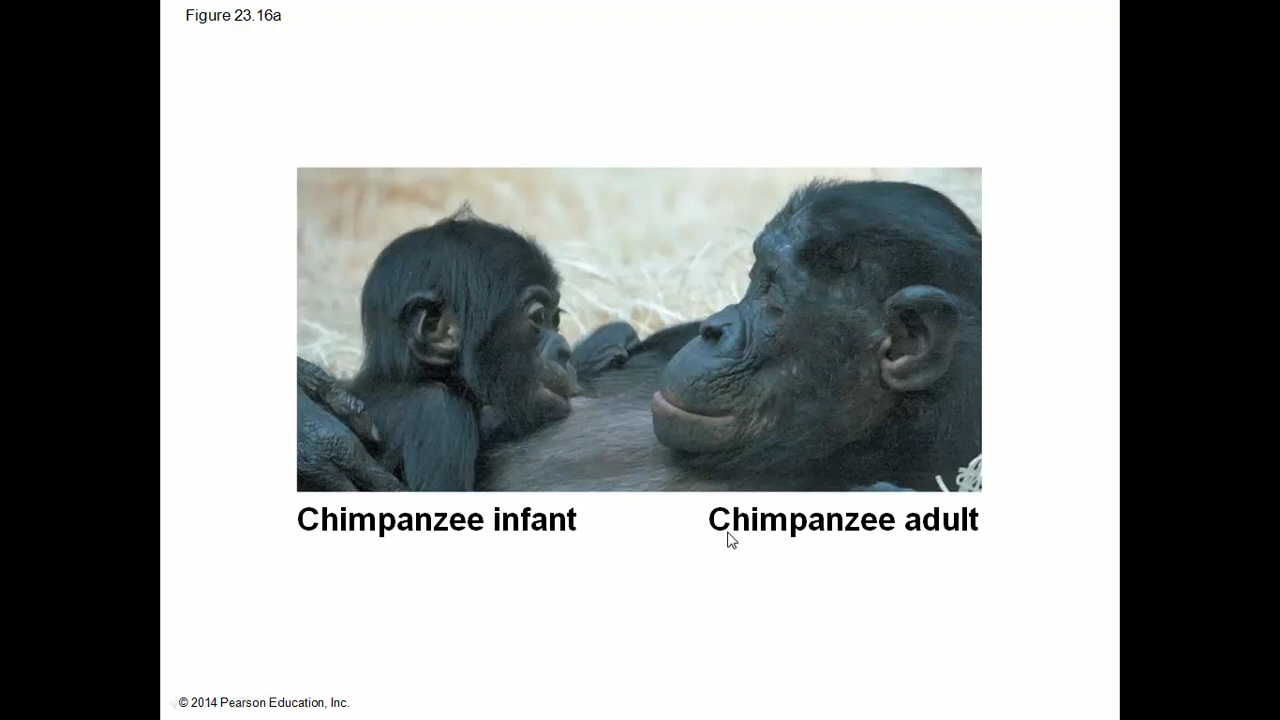 Figure 23.16a
Chimpanzee infant
Chimpanzee adult
© 2014 Pearson Education, Inc.